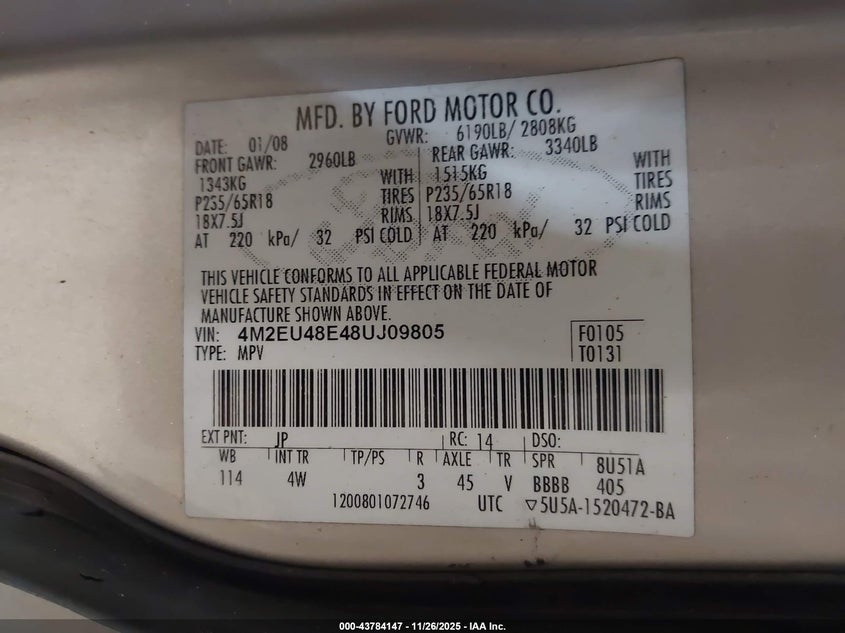 MFD. BY FORD MOTOR CO.
DATE: 01/08 GVWR: 6190LB/ 2808KG
FRONT GAWR: 2960LB REAR GAWR: 3340LB
1343KG WITH 1515KG WITH
P235/65R18 TIRES P235/65R18 TIRES
18X7.5J RIMS 18X7.5J RIMS
AT 220 kPa/ 32 PSI COLD AT 220 kPa/ 32 PSI COLD
THIS VEHICLE CONFORMS TO ALL APPLICABLE FEDERAL MOTOR
VEHICLE SAFETY STANDARDS IN EFFECT ON THE DATE OF
MANUFACTURE SHOWN ABOVE.
VIN: 4M2EU48E48UJ09805 F0105
TYPE: MPV T0131
EXT PNT: JP RC: 14 DSO:
WB INT TR TP/PS R AXLE TR SPR 8U51A
114 4W 3 45 V BBBB 405
1200801072746 UTC ▽5U5A-1520472-BA
000-43784147 - 11/26/2025 - IAA Inc.